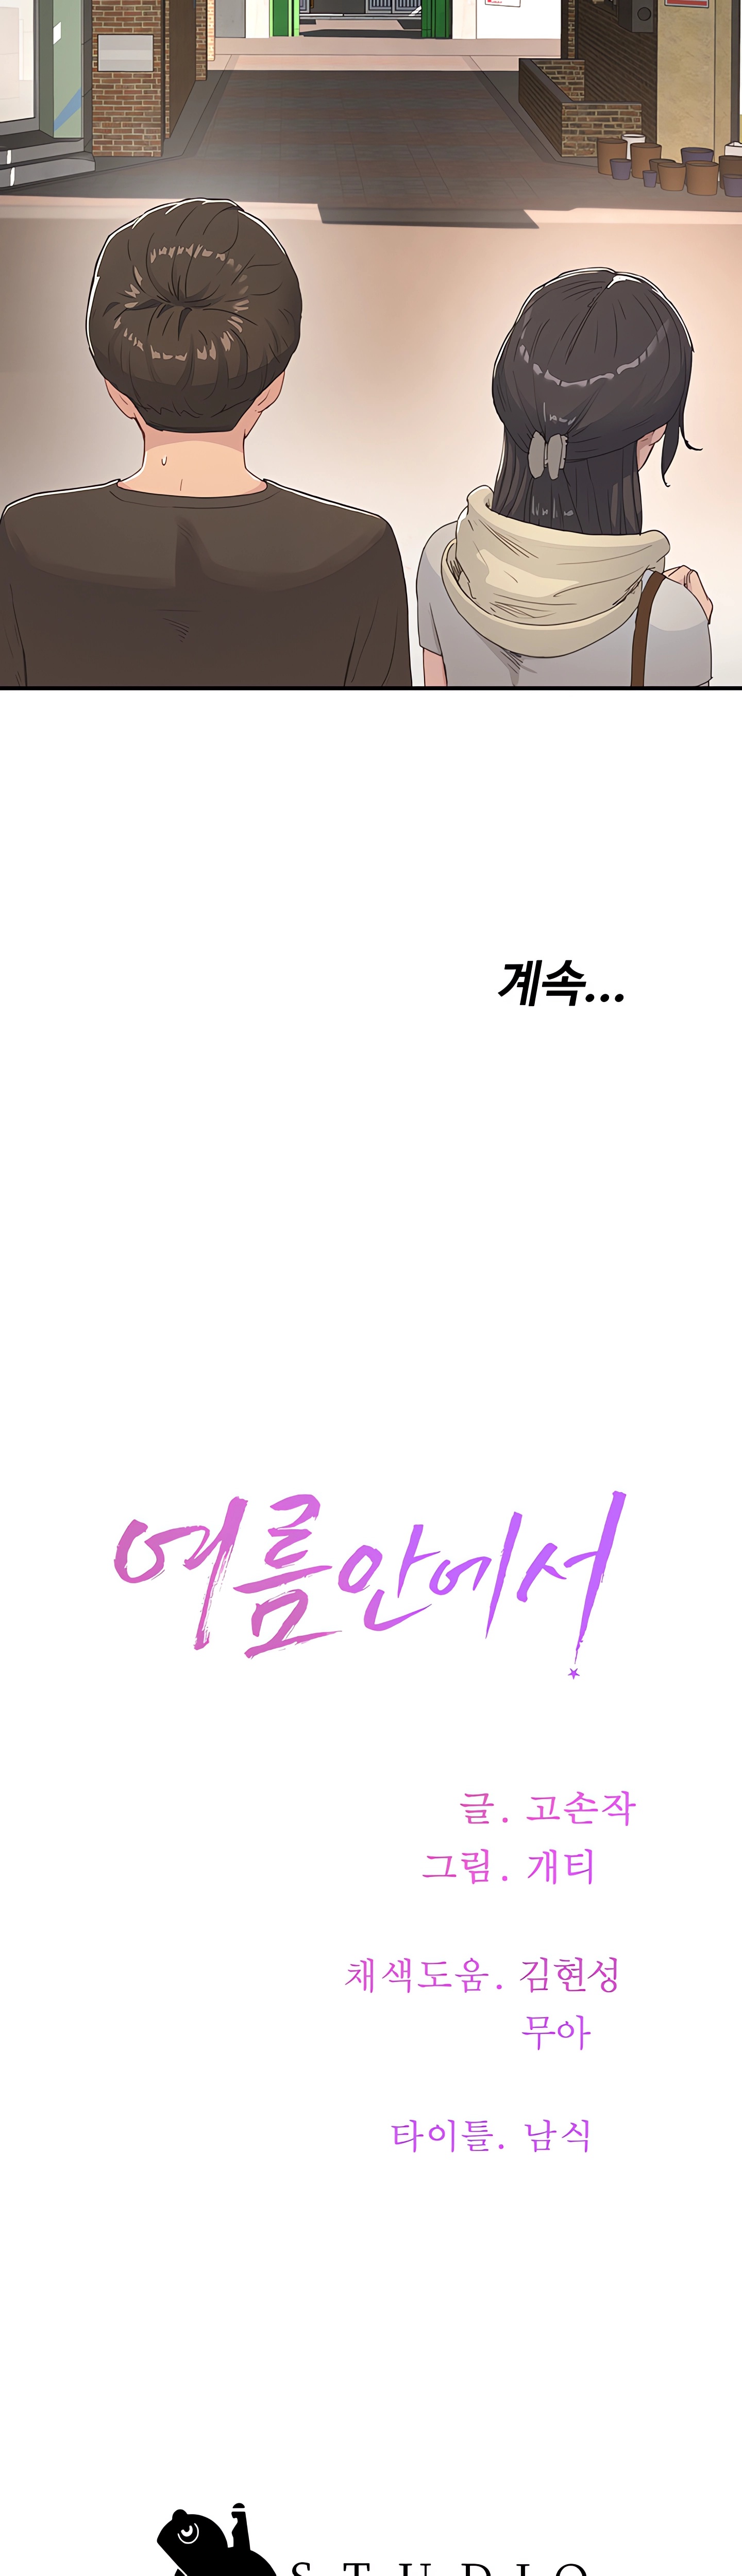 계속...
여름안에서
글. 고손작
그림. 개티
채색도움. 김현성
무아
타이틀. 남식
STUDIO